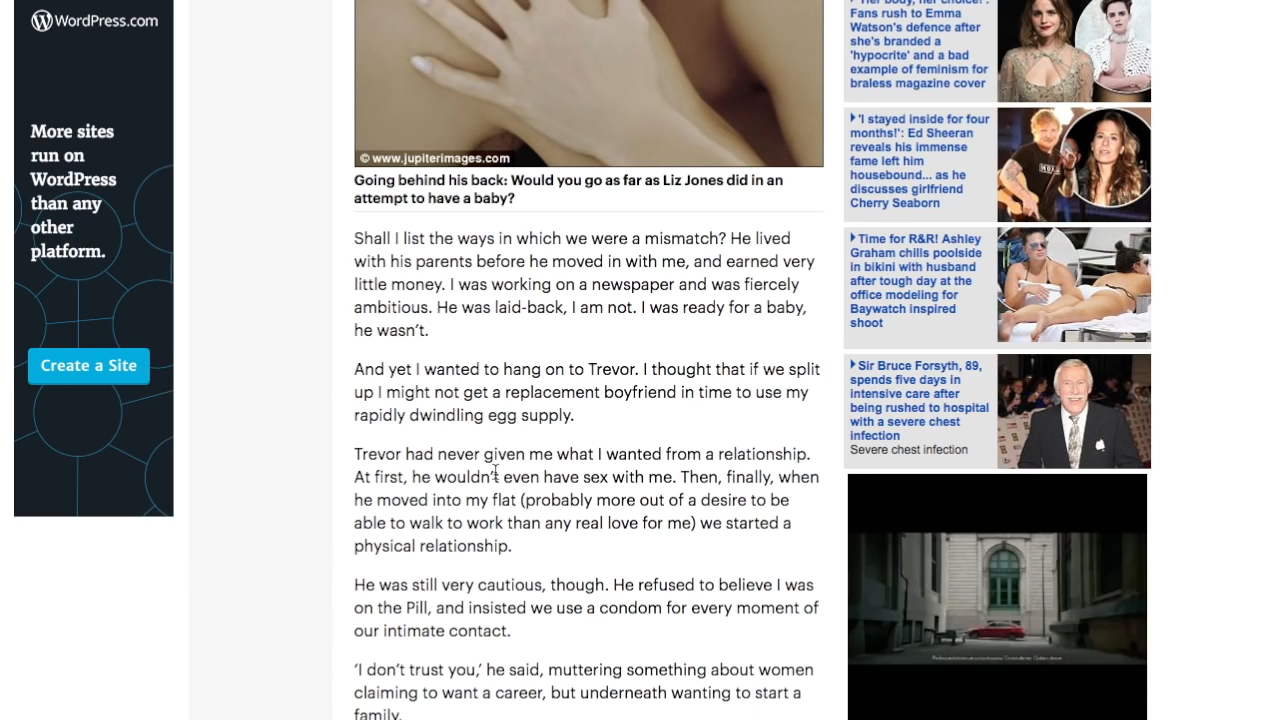 WordPress.com
More sites
run on
WordPress
than any
other
platform.
Create a Site
© www.jupiterimages.com
Going behind his back: Would you go as far as Liz Jones did in an
attempt to have a baby?
Shall I list the ways in which we were a mismatch? He lived
with his parents before he moved in with me, and earned very
little money. I was working on a newspaper and was fiercely
ambitious. He was laid-back, I am not. I was ready for a baby,
he wasn’t.
And yet I wanted to hang on to Trevor. I thought that if we split
up I might not get a replacement boyfriend in time to use my
rapidly dwindling egg supply.
Trevor had never given me what I wanted from a relationship.
At first, he wouldn’t even have sex with me. Then, finally, when
he moved into my flat (probably more out of a desire to be
able to walk to work than any real love for me) we started a
physical relationship.
He was still very cautious, though. He refused to believe I was
on the Pill, and insisted we use a condom for every moment of
our intimate contact.
‘I don’t trust you,’ he said, muttering something about women
claiming to want a career, but underneath wanting to start a
family.
'Her body, her choice!':
Fans rush to Emma
Watson's defence after
she's branded a
'hypocrite' and a bad
example of feminism for
braless magazine cover
'I stayed inside for four
months!': Ed Sheeran
reveals his immense
fame left him
housebound... as he
discusses girlfriend
Cherry Seaborn
Time for R&R! Ashley
Graham chills poolside
in bikini with husband
after tough day at the
office modeling for
Baywatch inspired
shoot
Sir Bruce Forsyth, 89,
spends five days in
intensive care after
being rushed to hospital
with a severe chest
infection
Severe chest infection